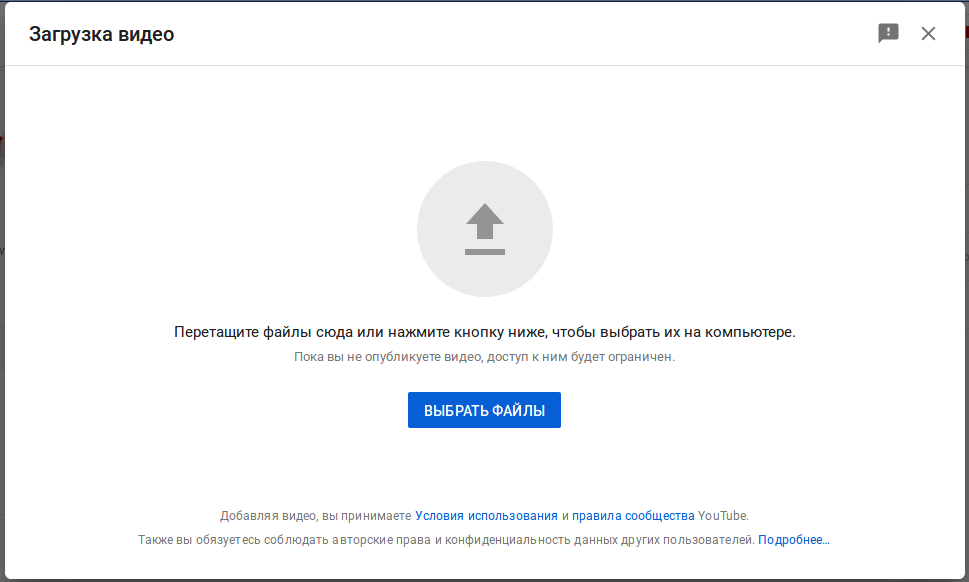 Загрузка видео
Перетащите файлы сюда или нажмите кнопку ниже, чтобы выбрать их на компьютере.
Пока вы не опубликуете видео, доступ к ним будет ограничен.
ВЫБРАТЬ ФАЙЛЫ
Добавляя видео, вы принимаете Условия использования и правила сообщества YouTube.
Также вы обязуетесь соблюдать авторские права и конфиденциальность данных других пользователей. Подробнее…